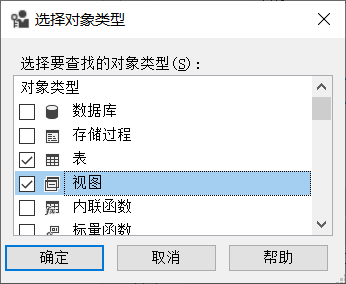 选择对象类型
选择要查找的对象类型(S):
对象类型
数据库
存储过程
表
视图
内联函数
标量函数
确定
取消
帮助